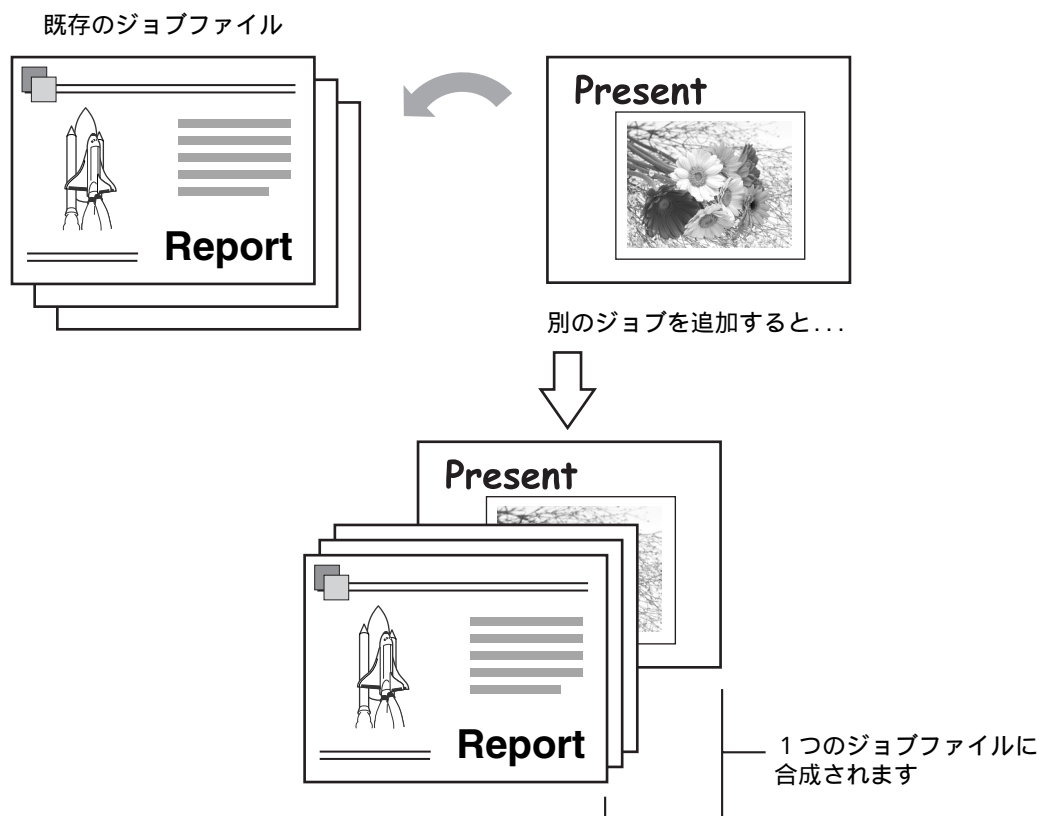 既存のジョブファイル
Present
Report
別のジョブを追加すると...
Present
Report
1つのジョブファイルに
合成されます